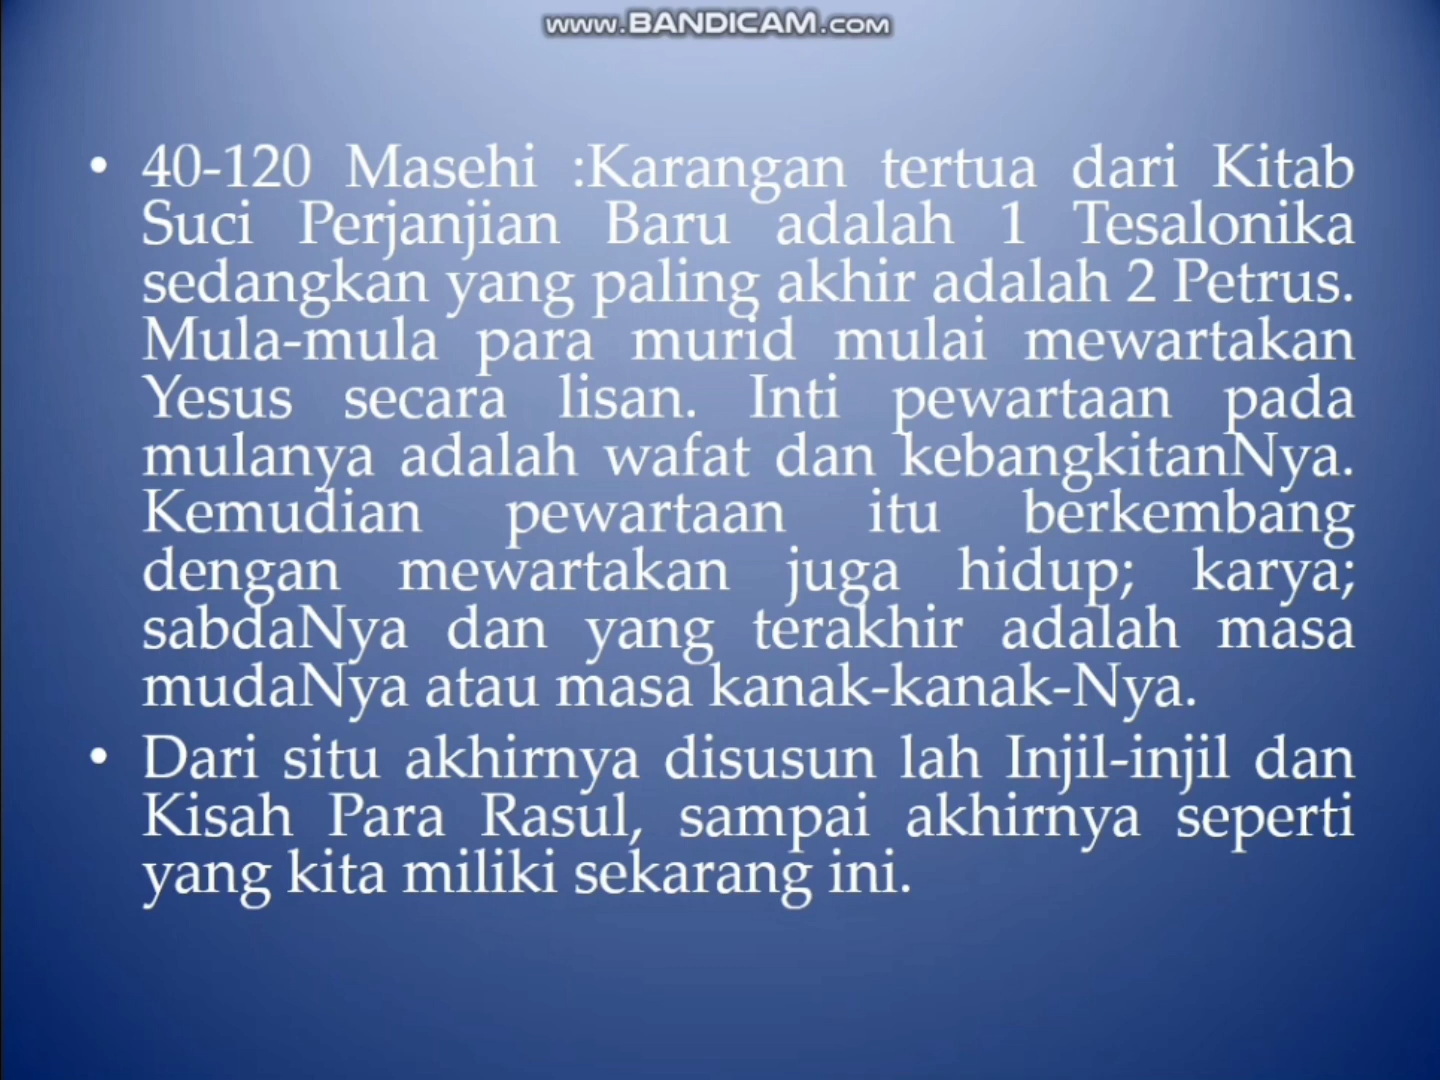 www.BANDICAM.com
• 40-120 Masehi :Karangan tertua dari Kitab
Suci Perjanjian Baru adalah 1 Tesalonika
sedangkan yang paling akhir adalah 2 Petrus.
Mula-mula para murid mulai mewartakan
Yesus secara lisan. Inti pewartaan pada
mulanya adalah wafat dan kebangkitanNya.
Kemudian pewartaan itu berkembang
dengan mewartakan juga hidup; karya;
sabdaNya dan yang terakhir adalah masa
mudaNya atau masa kanak-kanak-Nya.
• Dari situ akhirnya disusun lah Injil-injil dan
Kisah Para Rasul, sampai akhirnya seperti
yang kita miliki sekarang ini.